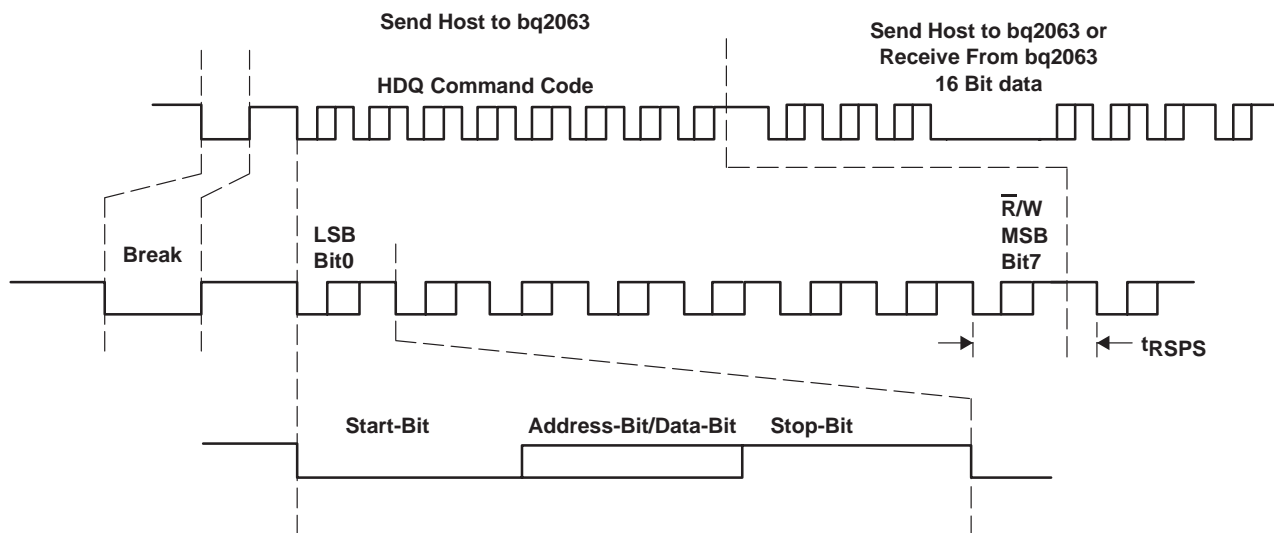 Send Host to bq2063
Send Host to bq2063 or
Receive From bq2063
16 Bit data
HDQ Command Code
Break
LSB
Bit0
R̅/W
MSB
Bit7
tRSPS
Start-Bit
Address-Bit/Data-Bit
Stop-Bit